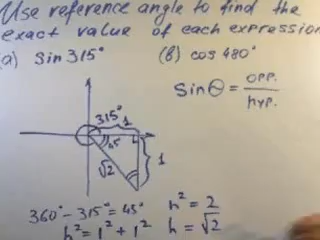 Use reference angle to find the
exact value of each expression
(a) sin 315° (b) cos 480°
sin θ = opp. / hyp.
315°
1
45°
1
√2
360° - 315° = 45°
h² = 1² + 1²
h² = 2
h = √2